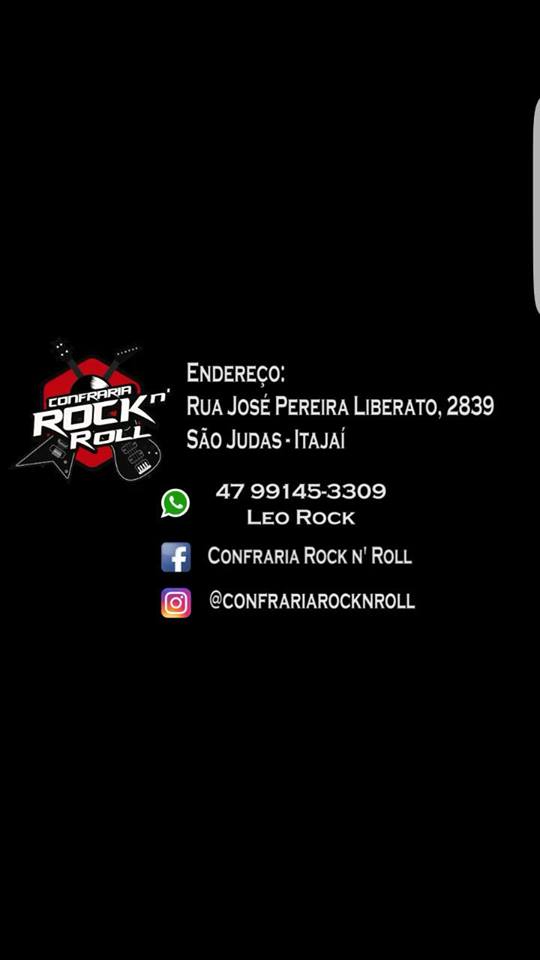 CONFRARIA
ROCK n'
ROLL
ENDEREÇO:
RUA JOSÉ PEREIRA LIBERATO, 2839
SÃO JUDAS - ITAJAÍ
47 99145-3309
LEO ROCK
CONFRARIA ROCK N' ROLL
@CONFRARIAROCKNROLL